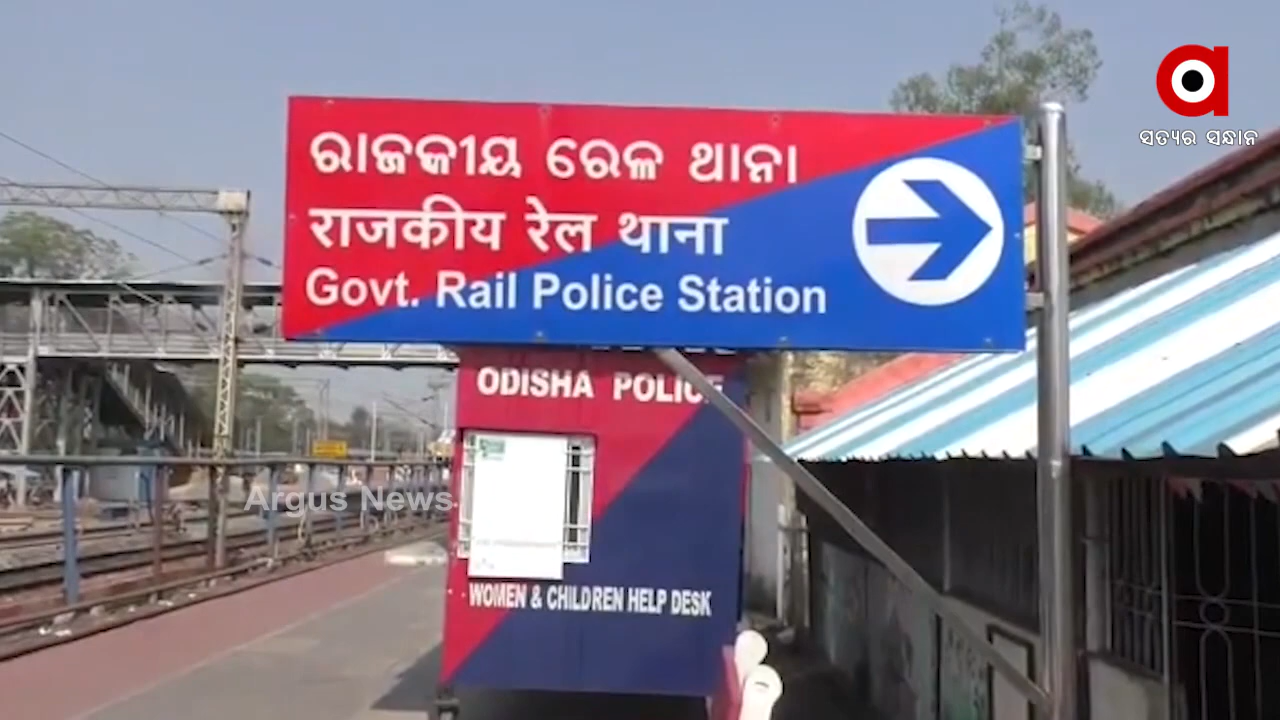 ସତ୍ୟର ସନ୍ଧାନ
ରାଜକୀୟ ରେଳ ଥାନା
राजकीय रेल थाना
Govt. Rail Police Station
ODISHA POLICE
Argus News
WOMEN & CHILDREN HELP DESK